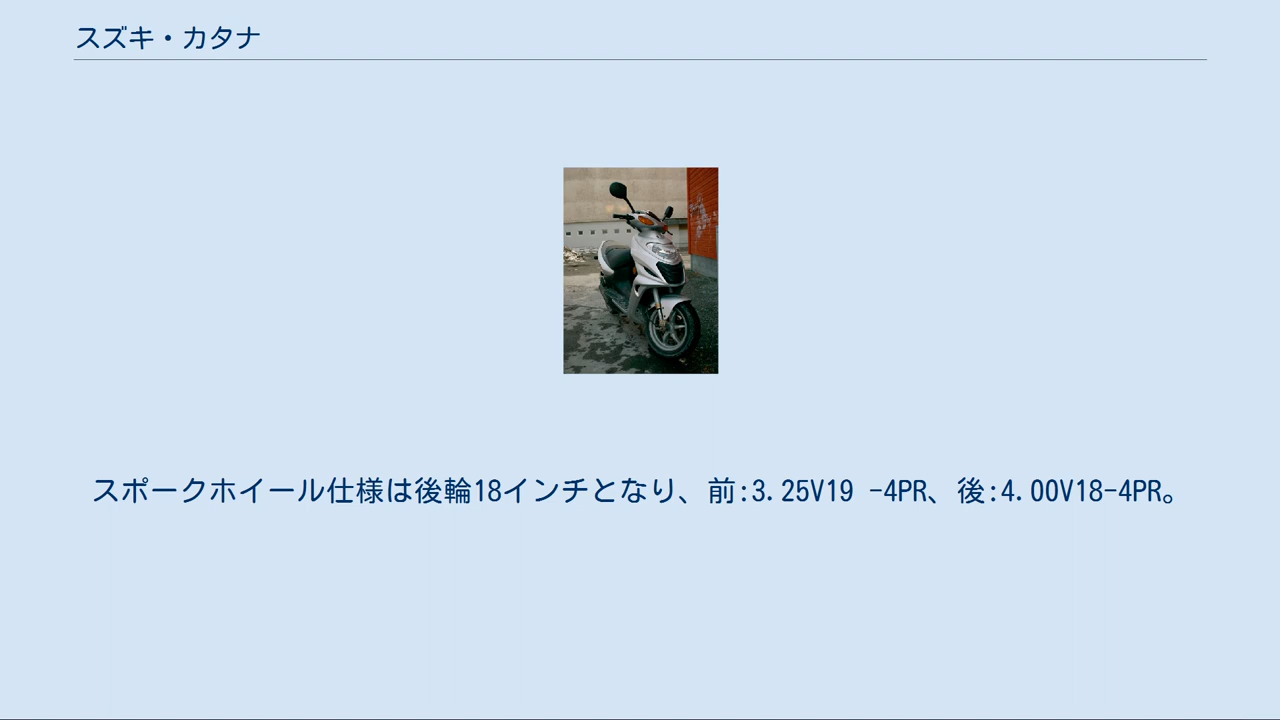 スズキ・カタナ
スポークホイール仕様は後輪18インチとなり、前:3.25V19 -4PR、後:4.00V18-4PR。